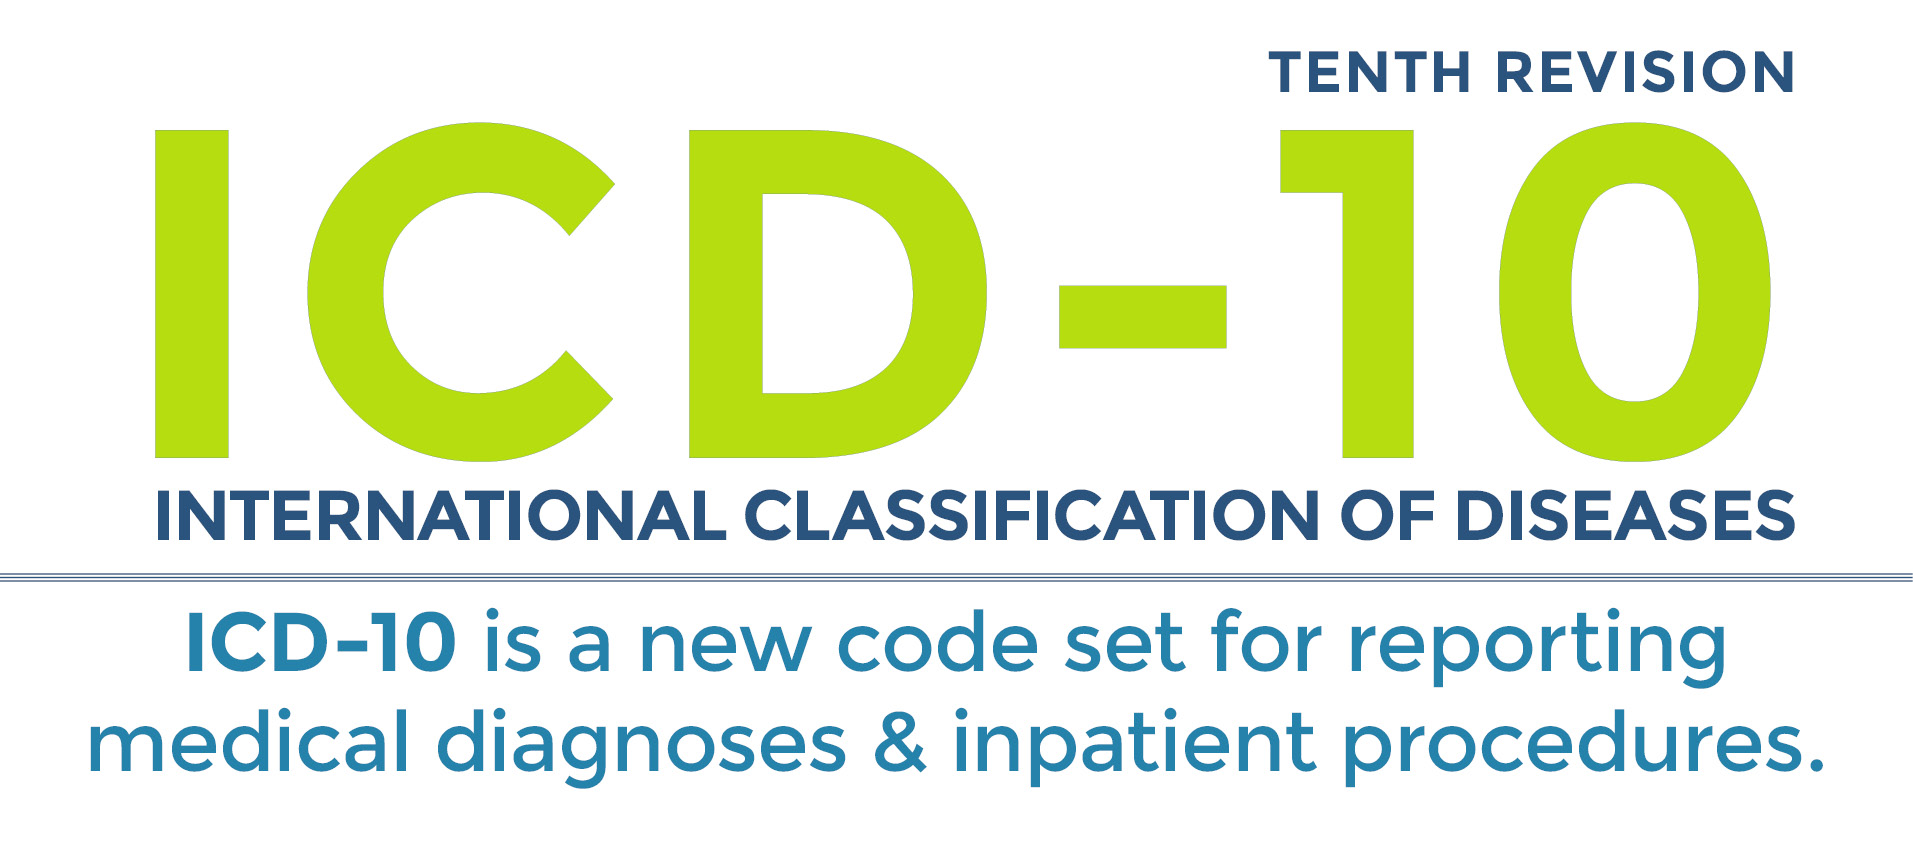 TENTH REVISION
ICD-10
INTERNATIONAL CLASSIFICATION OF DISEASES
ICD-10 is a new code set for reporting
medical diagnoses & inpatient procedures.